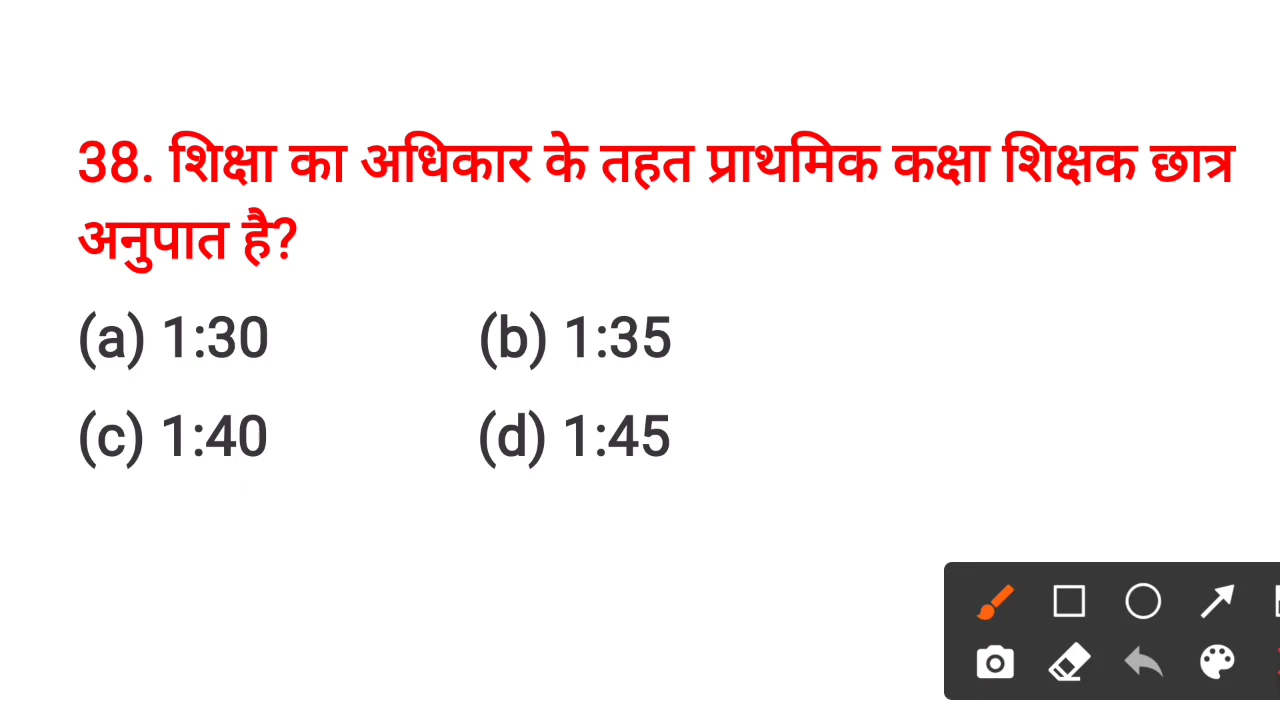 38. शिक्षा का अधिकार के तहत प्राथमिक कक्षा शिक्षक छात्र
अनुपात है?
(a) 1:30 (b) 1:35
(c) 1:40 (d) 1:45